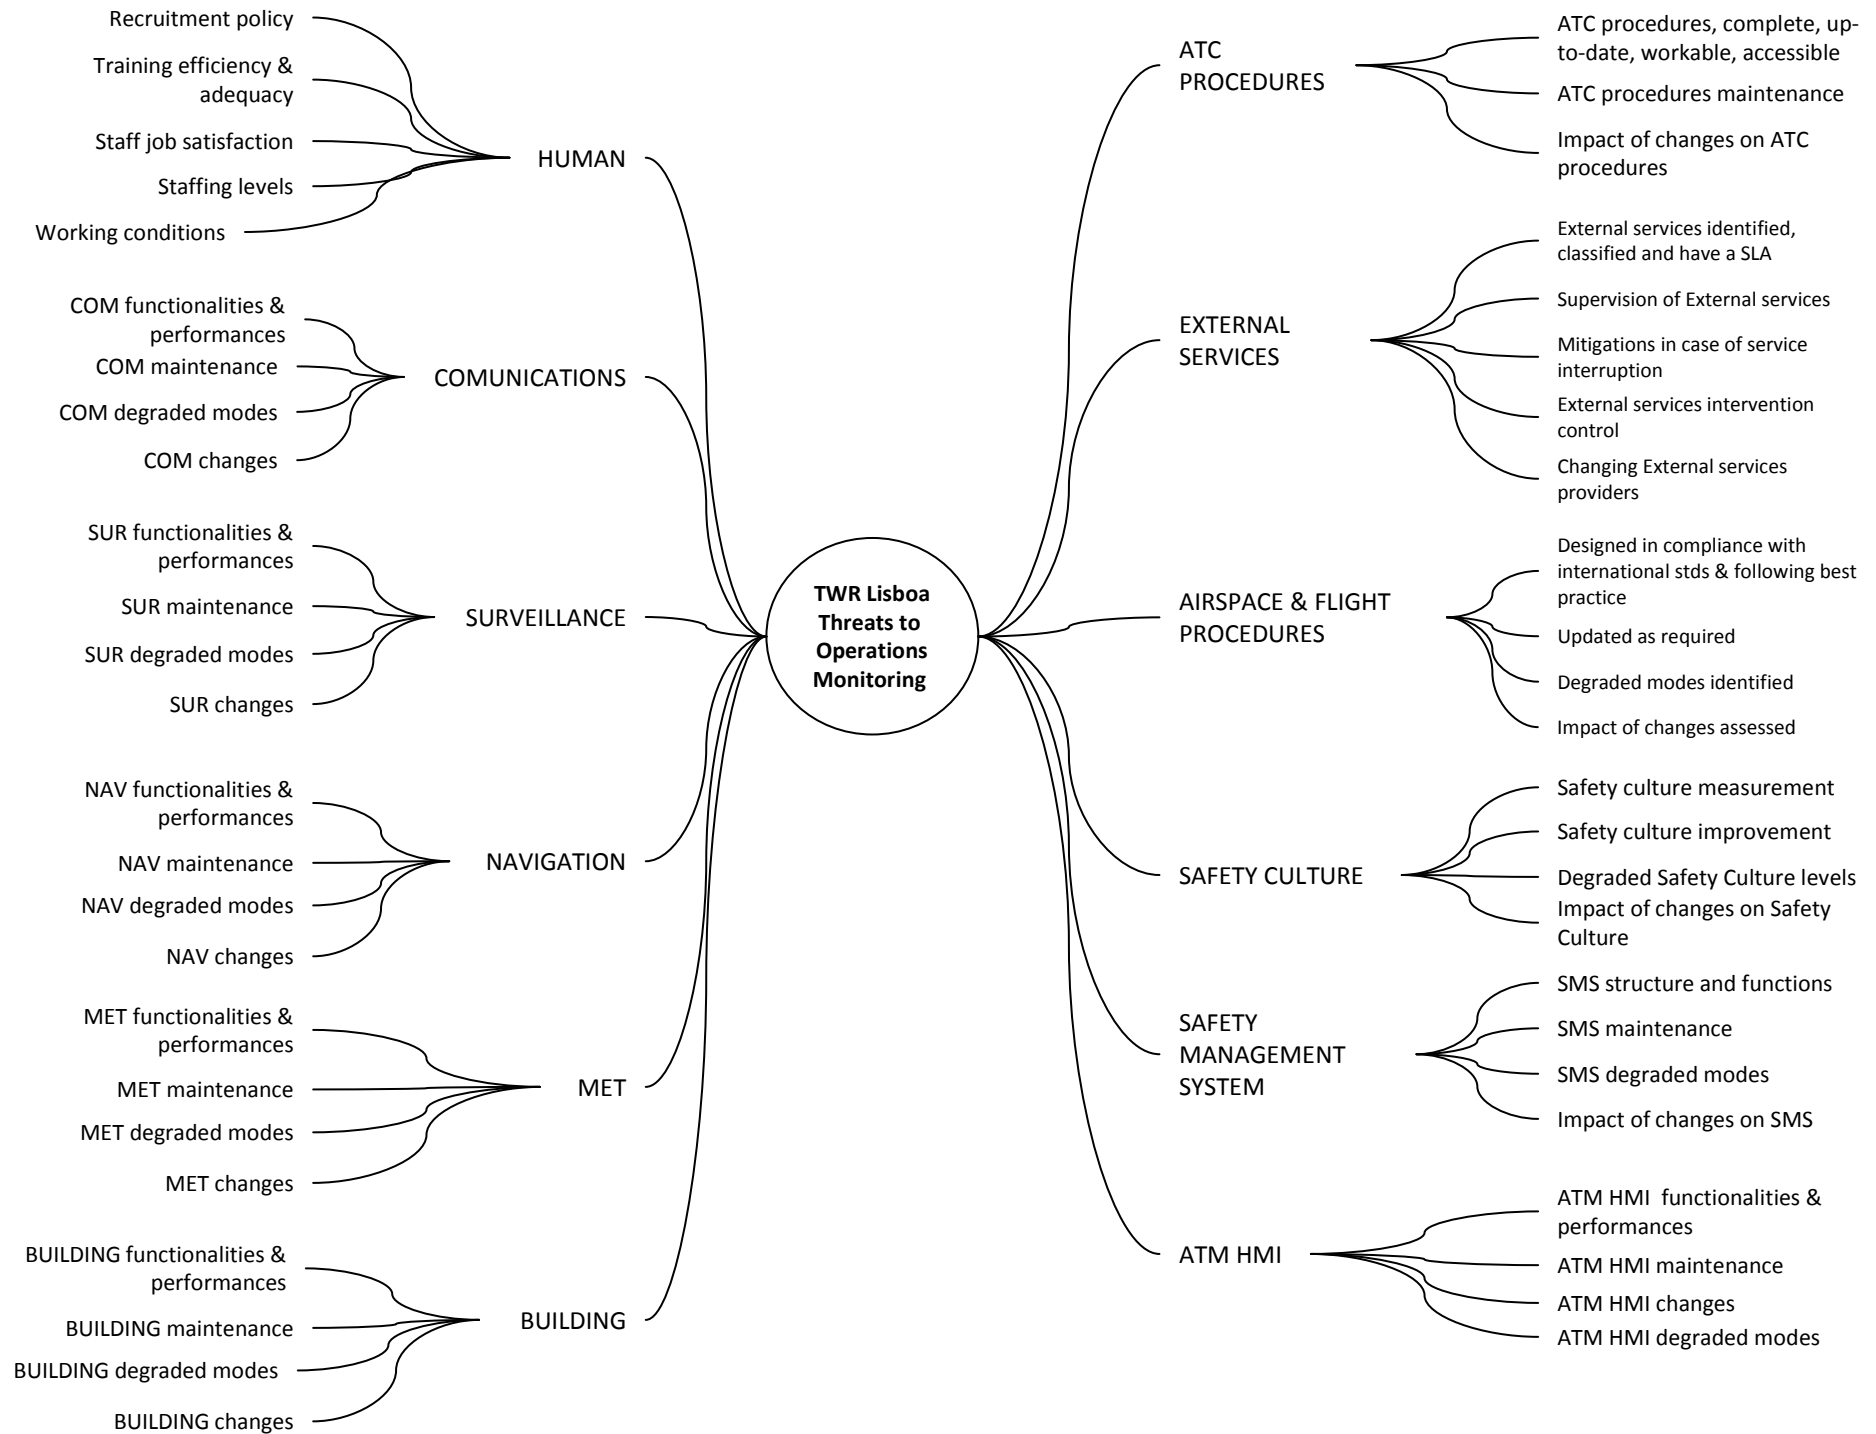 Recruitment policy
Training efficiency &
adequacy
Staff job satisfaction
Staffing levels
Working conditions
HUMAN
COM functionalities &
performances
COM maintenance
COM degraded modes
COM changes
COMUNICATIONS
SUR functionalities &
performances
SUR maintenance
SUR degraded modes
SUR changes
SURVEILLANCE
NAV functionalities &
performances
NAV maintenance
NAV degraded modes
NAV changes
NAVIGATION
MET functionalities &
performances
MET maintenance
MET degraded modes
MET changes
MET
BUILDING functionalities &
performances
BUILDING maintenance
BUILDING degraded modes
BUILDING changes
BUILDING
TWR Lisboa
Threats to
Operations
Monitoring
ATC
PROCEDURES
ATC procedures, complete, up-
to-date, workable, accessible
ATC procedures maintenance
Impact of changes on ATC
procedures
EXTERNAL
SERVICES
External services identified,
classified and have a SLA
Supervision of External services
Mitigations in case of service
interruption
External services intervention
control
Changing External services
providers
AIRSPACE & FLIGHT
PROCEDURES
Designed in compliance with
international stds & following best
practice
Updated as required
Degraded modes identified
Impact of changes assessed
SAFETY CULTURE
Safety culture measurement
Safety culture improvement
Degraded Safety Culture levels
Impact of changes on Safety
Culture
SAFETY
MANAGEMENT
SYSTEM
SMS structure and functions
SMS maintenance
SMS degraded modes
Impact of changes on SMS
ATM HMI
ATM HMI functionalities &
performances
ATM HMI maintenance
ATM HMI changes
ATM HMI degraded modes